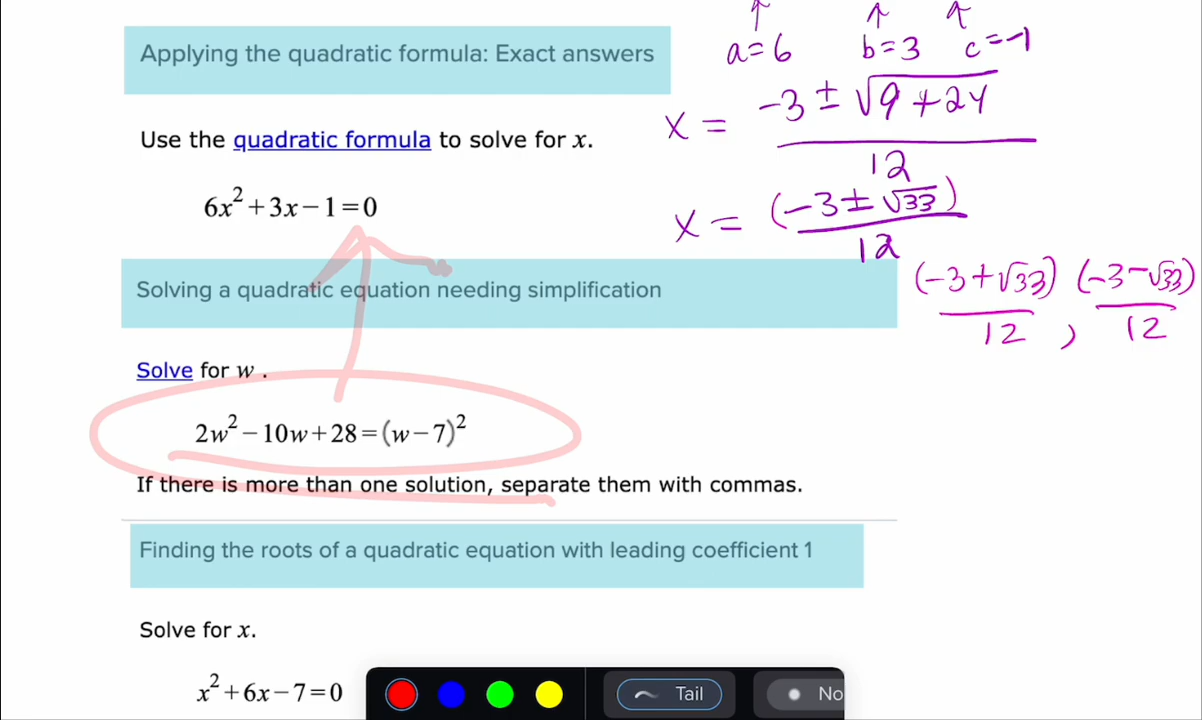 Applying the quadratic formula: Exact answers
Use the quadratic formula to solve for x.
6x² + 3x − 1 = 0
a=6 b=3 c=-1
x = (-3 ± √(9+24))/12
x = (-3 ± √33)/12
(-3+√33)/12 , (-3-√33)/12
Solving a quadratic equation needing simplification
Solve for w .
2w² − 10w + 28 = (w − 7)²
If there is more than one solution, separate them with commas.
Finding the roots of a quadratic equation with leading coefficient 1
Solve for x.
x² + 6x − 7 = 0
Tail